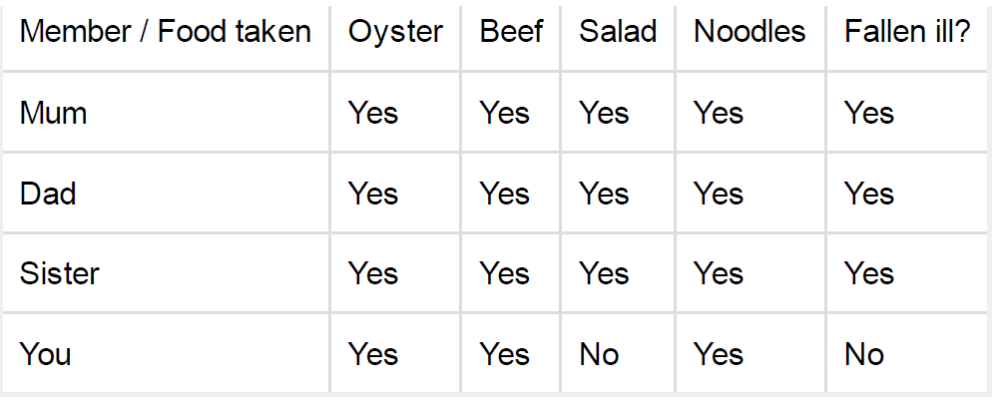 Member / Food taken Oyster Beef Salad Noodles Fallen ill?
Mum Yes Yes Yes Yes Yes
Dad Yes Yes Yes Yes Yes
Sister Yes Yes Yes Yes Yes
You Yes Yes No Yes No